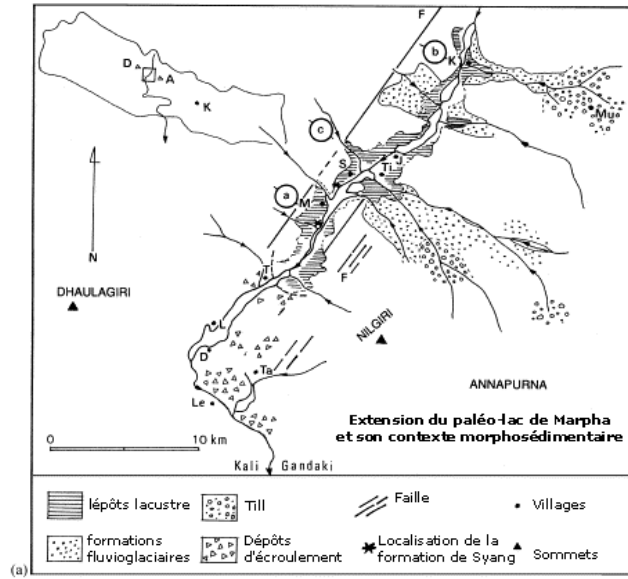 F
b
K
D
A
K
Mu
c
S
Ti
J
a
M
N
T
F
DHAULAGIRI
L
NILGIRI
D
Ta
ANNAPURNA
Le
Extension du paléo-lac de Marpha
et son contexte morphosédimentaire
0 10 km
Kali Gandaki
lépôts lacustre
Till
Faille
Villages
formations
fluvioglaciaires
Dépôts
d'écroulement
Localisation de la
formation de Syang
Sommets
(a)